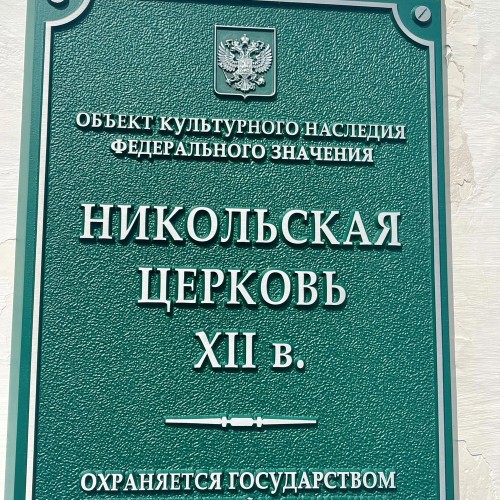 ОБЪЕКТ КУЛЬТУРНОГО НАСЛЕДИЯ
ФЕДЕРАЛЬНОГО ЗНАЧЕНИЯ
НИКОЛЬСКАЯ
ЦЕРКОВЬ
XII в.
ОХРАНЯЕТСЯ ГОСУДАРСТВОМ